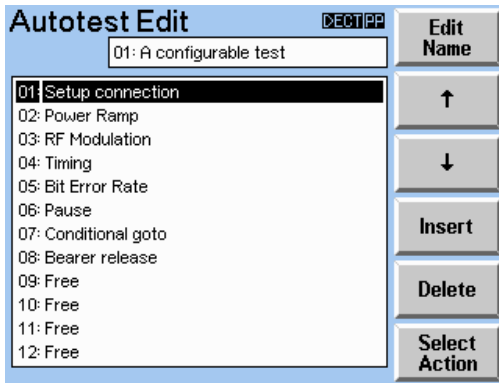 Autotest Edit
DECT PP
01: A configurable test
01: Setup connection
02: Power Ramp
03: RF Modulation
04: Timing
05: Bit Error Rate
06: Pause
07: Conditional goto
08: Bearer release
09: Free
10: Free
11: Free
12: Free
Edit
Name
↑
↓
Insert
Delete
Select
Action